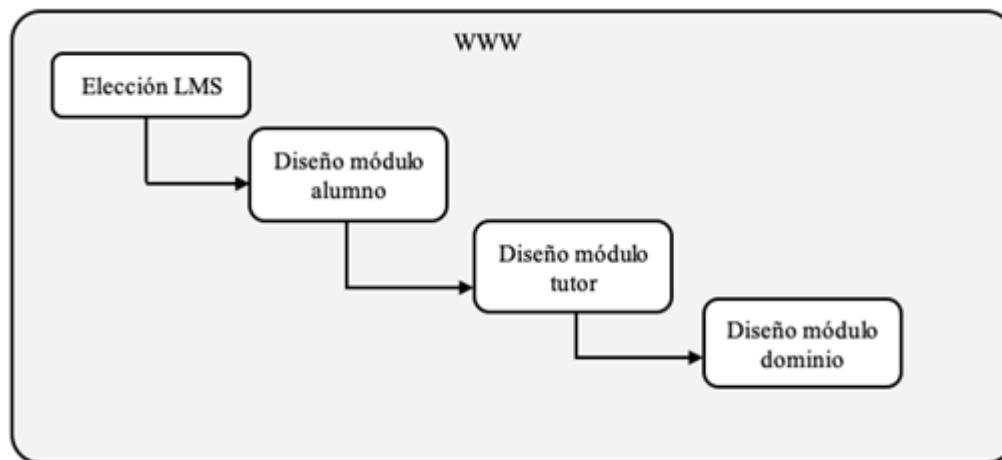 WWW
Elección LMS
Diseño módulo
alumno
Diseño módulo
tutor
Diseño módulo
dominio